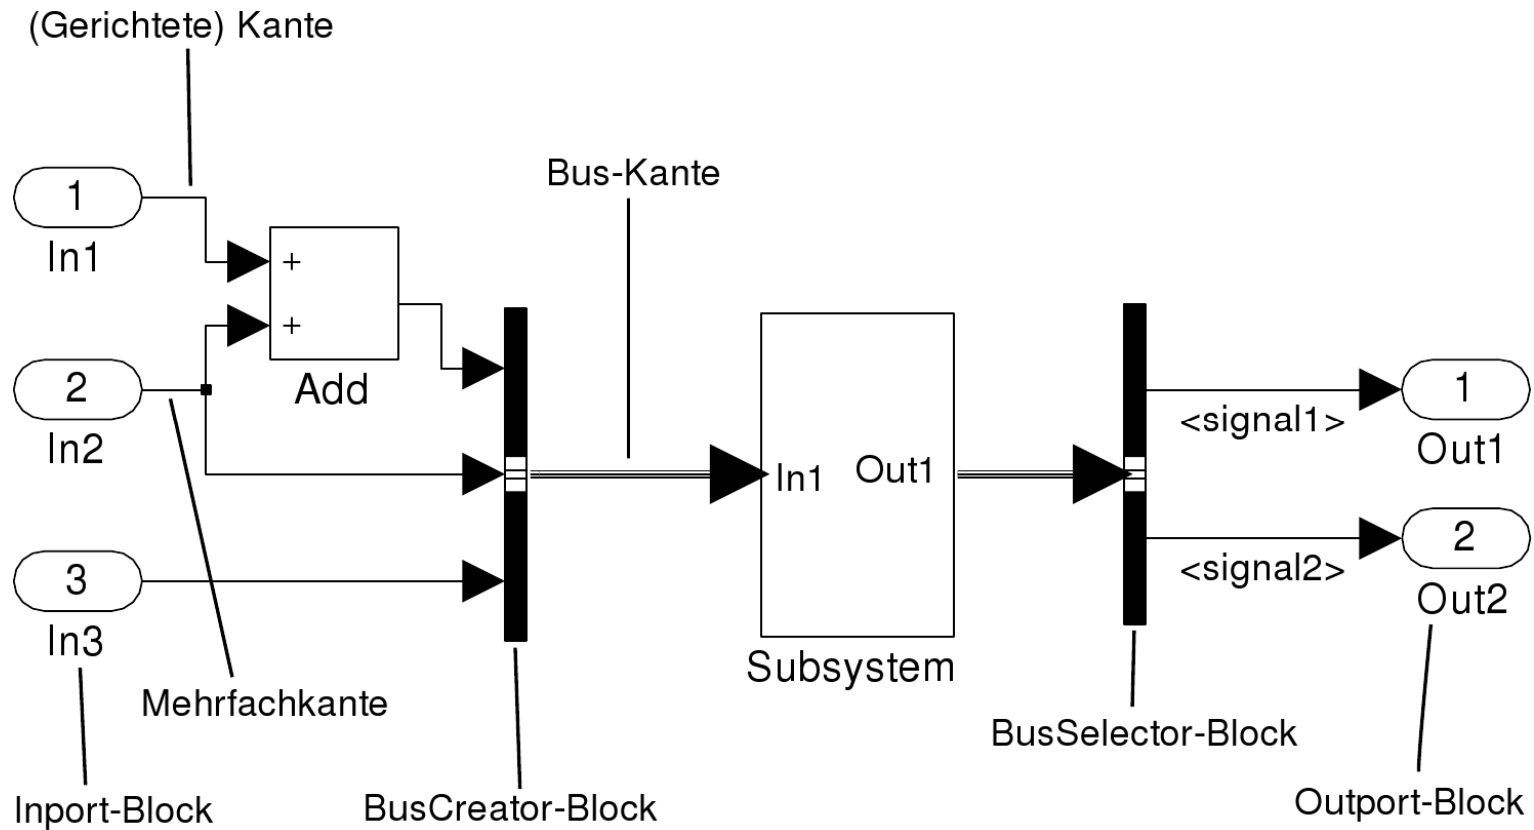 (Gerichtete) Kante
Bus-Kante
1
In1
+
+
Add
2
In2
3
In3
In1
Out1
Subsystem
<signal1>
1
Out1
<signal2>
2
Out2
Mehrfachkante
BusSelector-Block
Inport-Block
BusCreator-Block
Outport-Block